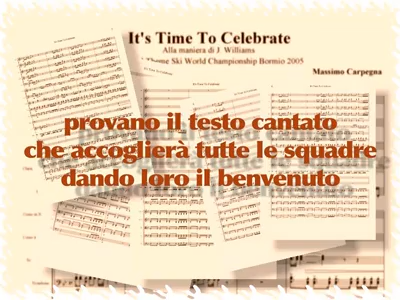 It's Time To Celebrate
Alla maniera di J. Williams
Theme Ski World Championship Bormio 2005
Massimo Carpegna
provano il testo cantato
che accoglierà tutte le squadre
dando loro il benvenuto